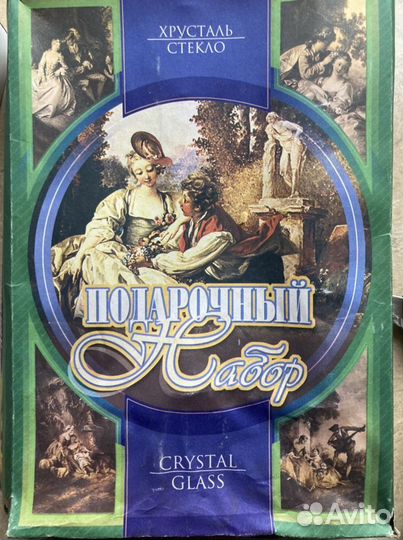 ХРУСТАЛЬ
СТЕКЛО
ПОДАРОЧНЫЙ
Набор
CRYSTAL
GLASS
Avito